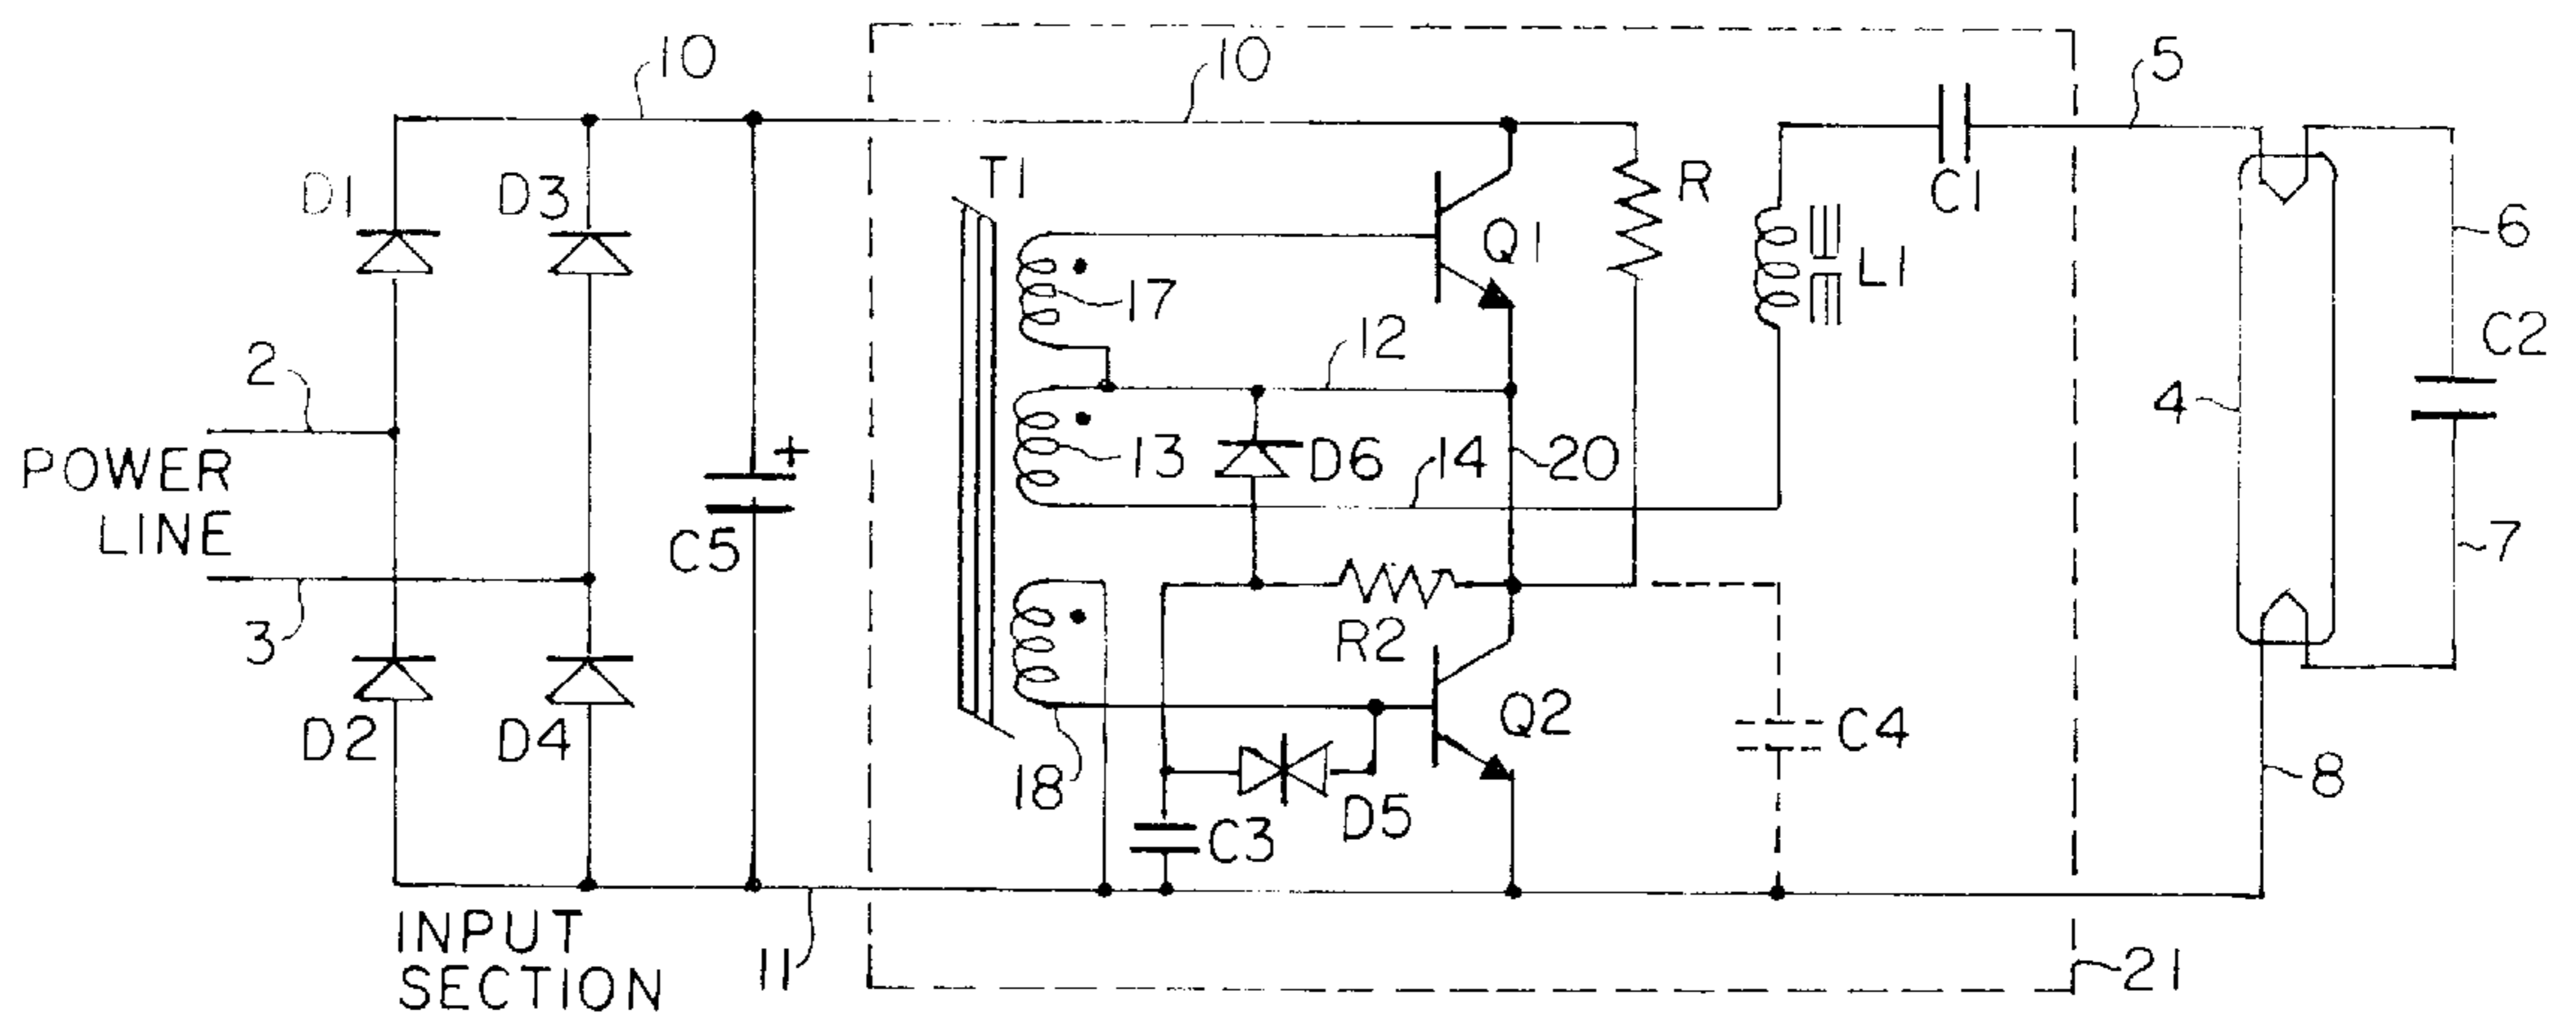 10
10
5
T1
D1
D3
R
C1
Q1
6
L1
17
12
C2
2
4
POWER
LINE
13
D6
14
20
C5
+
7
3
R2
D2
D4
Q2
C4
18
D5
8
C3
INPUT
SECTION
11
21